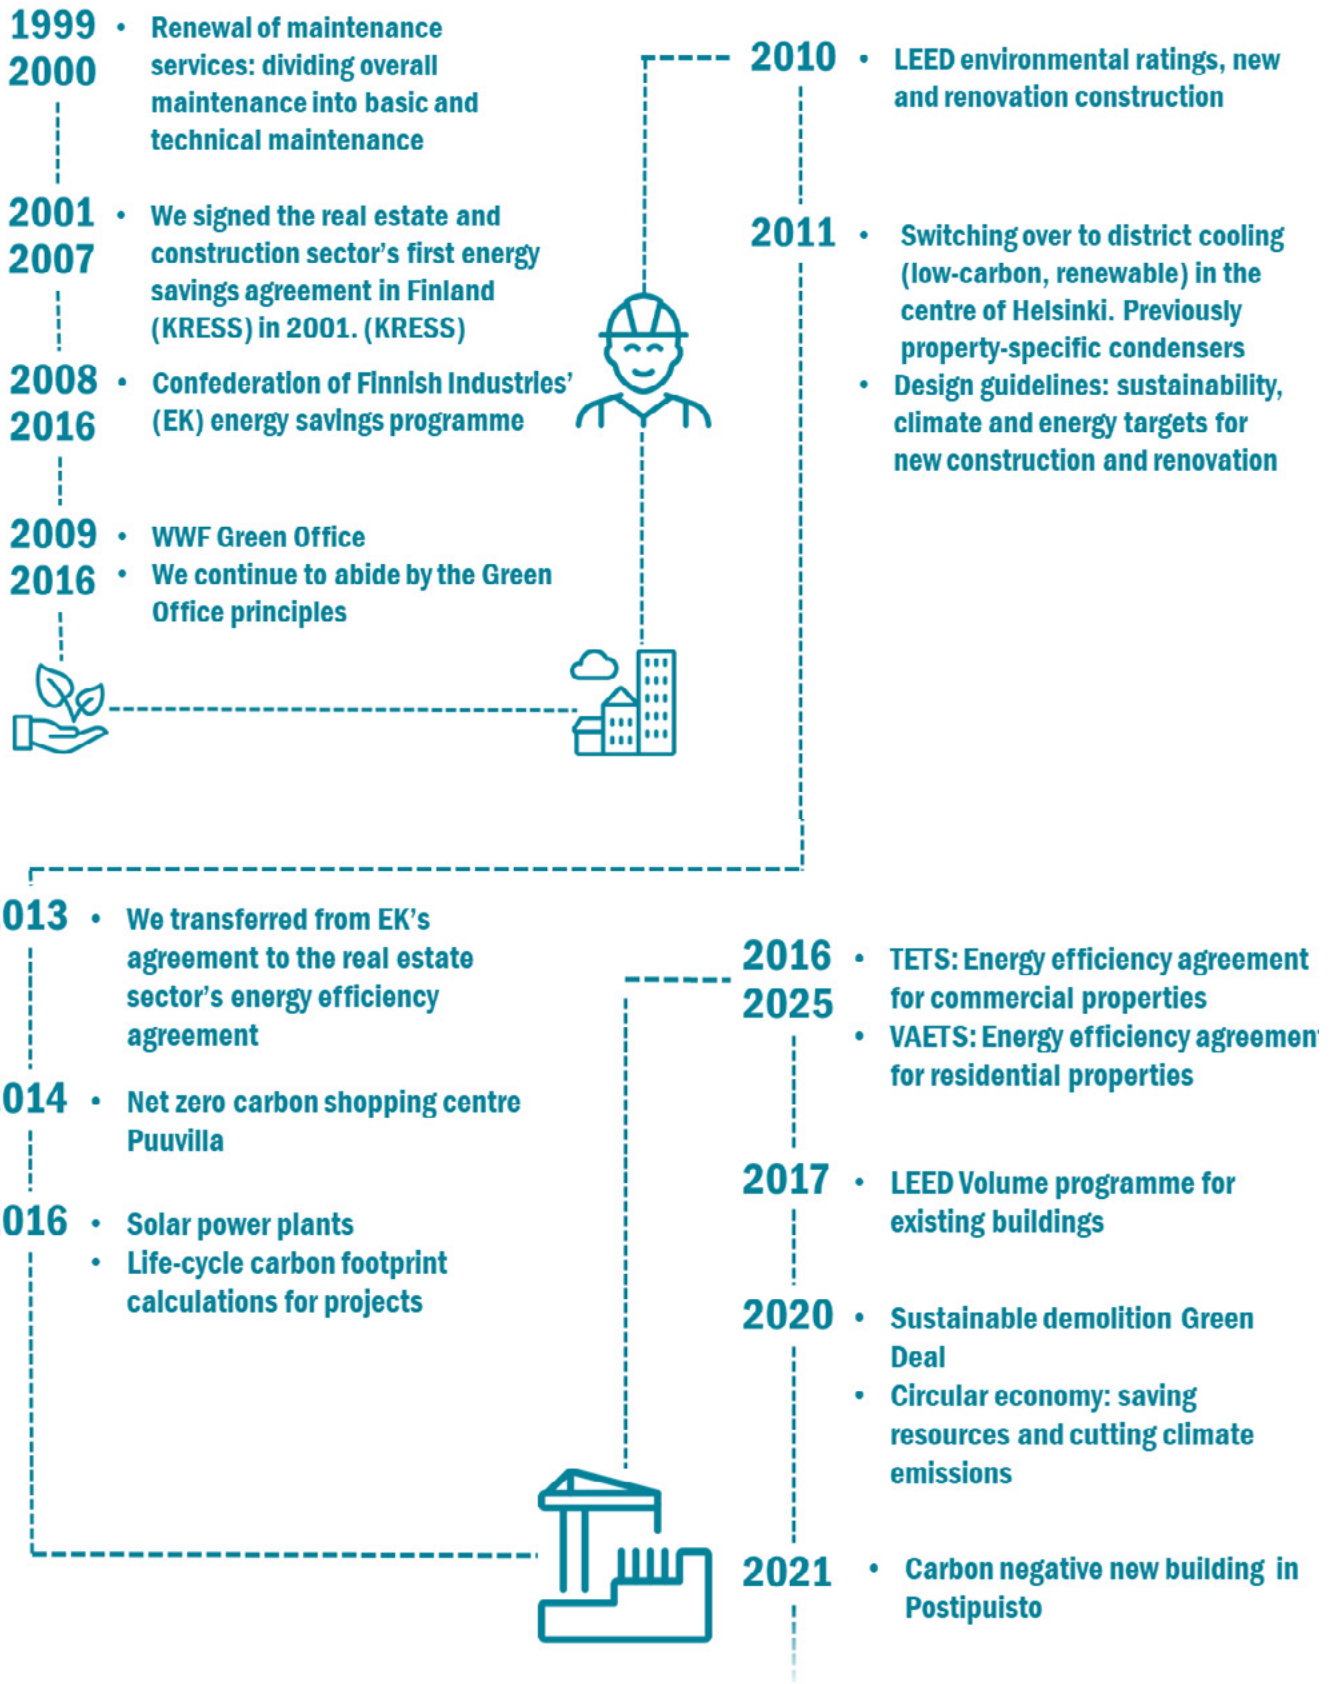 1999 • Renewal of maintenance
2000 services: dividing overall
maintenance into basic and
technical maintenance
2001 • We signed the real estate and
2007 construction sector's first energy
savings agreement in Finland
(KRESS) in 2001. (KRESS)
2008 • Confederation of Finnish Industries'
2016 (EK) energy savings programme
2009 • WWF Green Office
2016 • We continue to abide by the Green
Office principles
2010 • LEED environmental ratings, new
and renovation construction
2011 • Switching over to district cooling
(low-carbon, renewable) in the
centre of Helsinki. Previously
property-specific condensers
• Design guidelines: sustainability,
climate and energy targets for
new construction and renovation
013 • We transferred from EK's
agreement to the real estate
sector's energy efficiency
agreement
014 • Net zero carbon shopping centre
Puuvilla
016 • Solar power plants
• Life-cycle carbon footprint
calculations for projects
2016 • TETS: Energy efficiency agreement
2025 for commercial properties
• VAETS: Energy efficiency agreement
for residential properties
2017 • LEED Volume programme for
existing buildings
2020 • Sustainable demolition Green
Deal
• Circular economy: saving
resources and cutting climate
emissions
2021 • Carbon negative new building in
Postipuisto